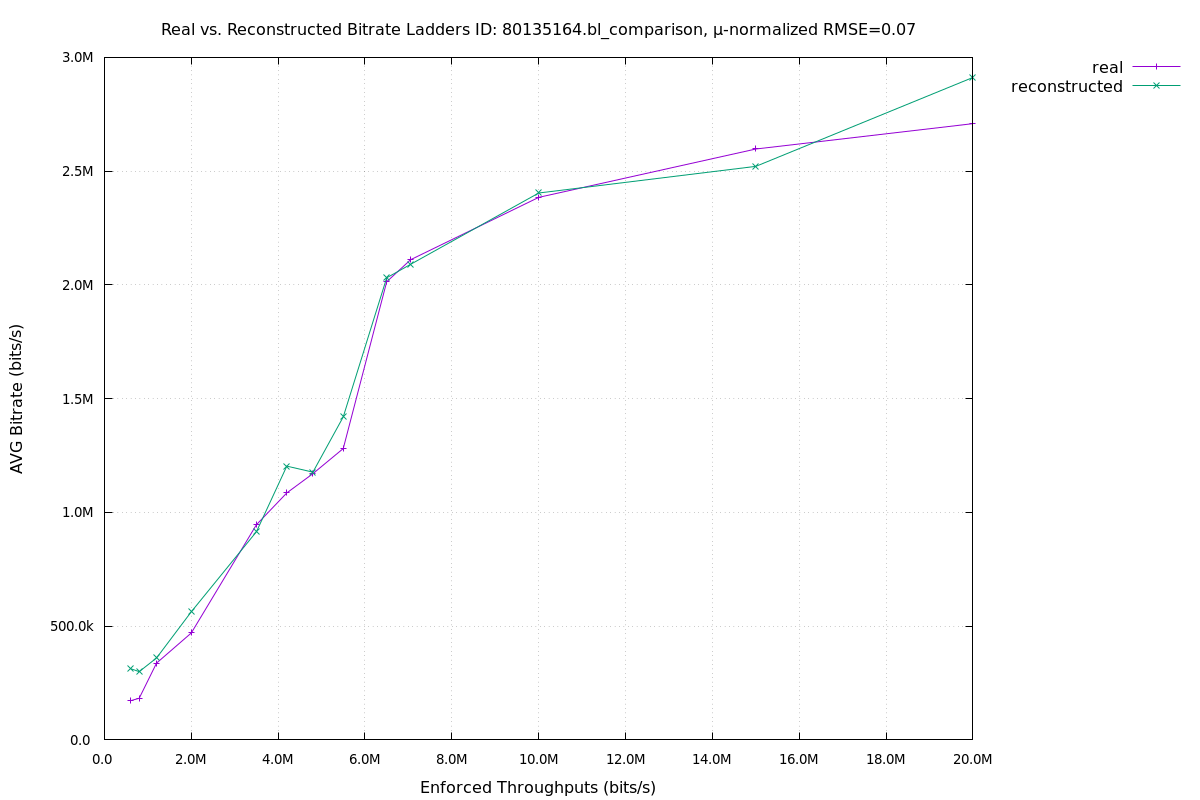 Real vs. Reconstructed Bitrate Ladders ID: 80135164.bl_comparison, µ-normalized RMSE=0.07
real
reconstructed
3.0M
2.5M
2.0M
1.5M
1.0M
500.0k
0.0
AVG Bitrate (bits/s)
0.0 2.0M 4.0M 6.0M 8.0M 10.0M 12.0M 14.0M 16.0M 18.0M 20.0M
Enforced Throughputs (bits/s)